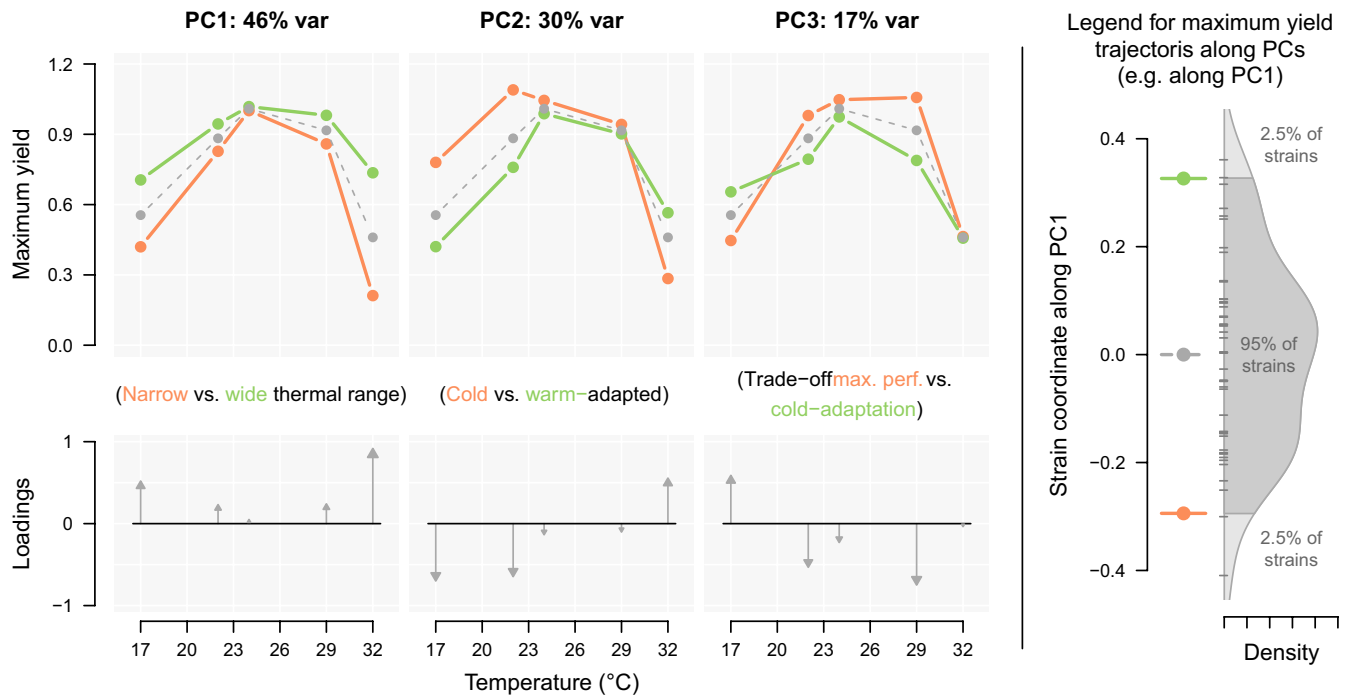 PC1: 46% var
PC2: 30% var
PC3: 17% var
Maximum yield
1.2
0.9
0.6
0.3
0.0
(Narrow vs. wide thermal range)
(Cold vs. warm−adapted)
(Trade−offmax. perf. vs.
cold−adaptation)
Loadings
1
0
−1
17 20 23 26 29 32
17 20 23 26 29 32
17 20 23 26 29 32
Temperature (°C)
Legend for maximum yield
trajectoris along PCs
(e.g. along PC1)
Strain coordinate along PC1
0.4
0.2
0.0
−0.2
−0.4
2.5% of
strains
95% of
strains
2.5% of
strains
Density